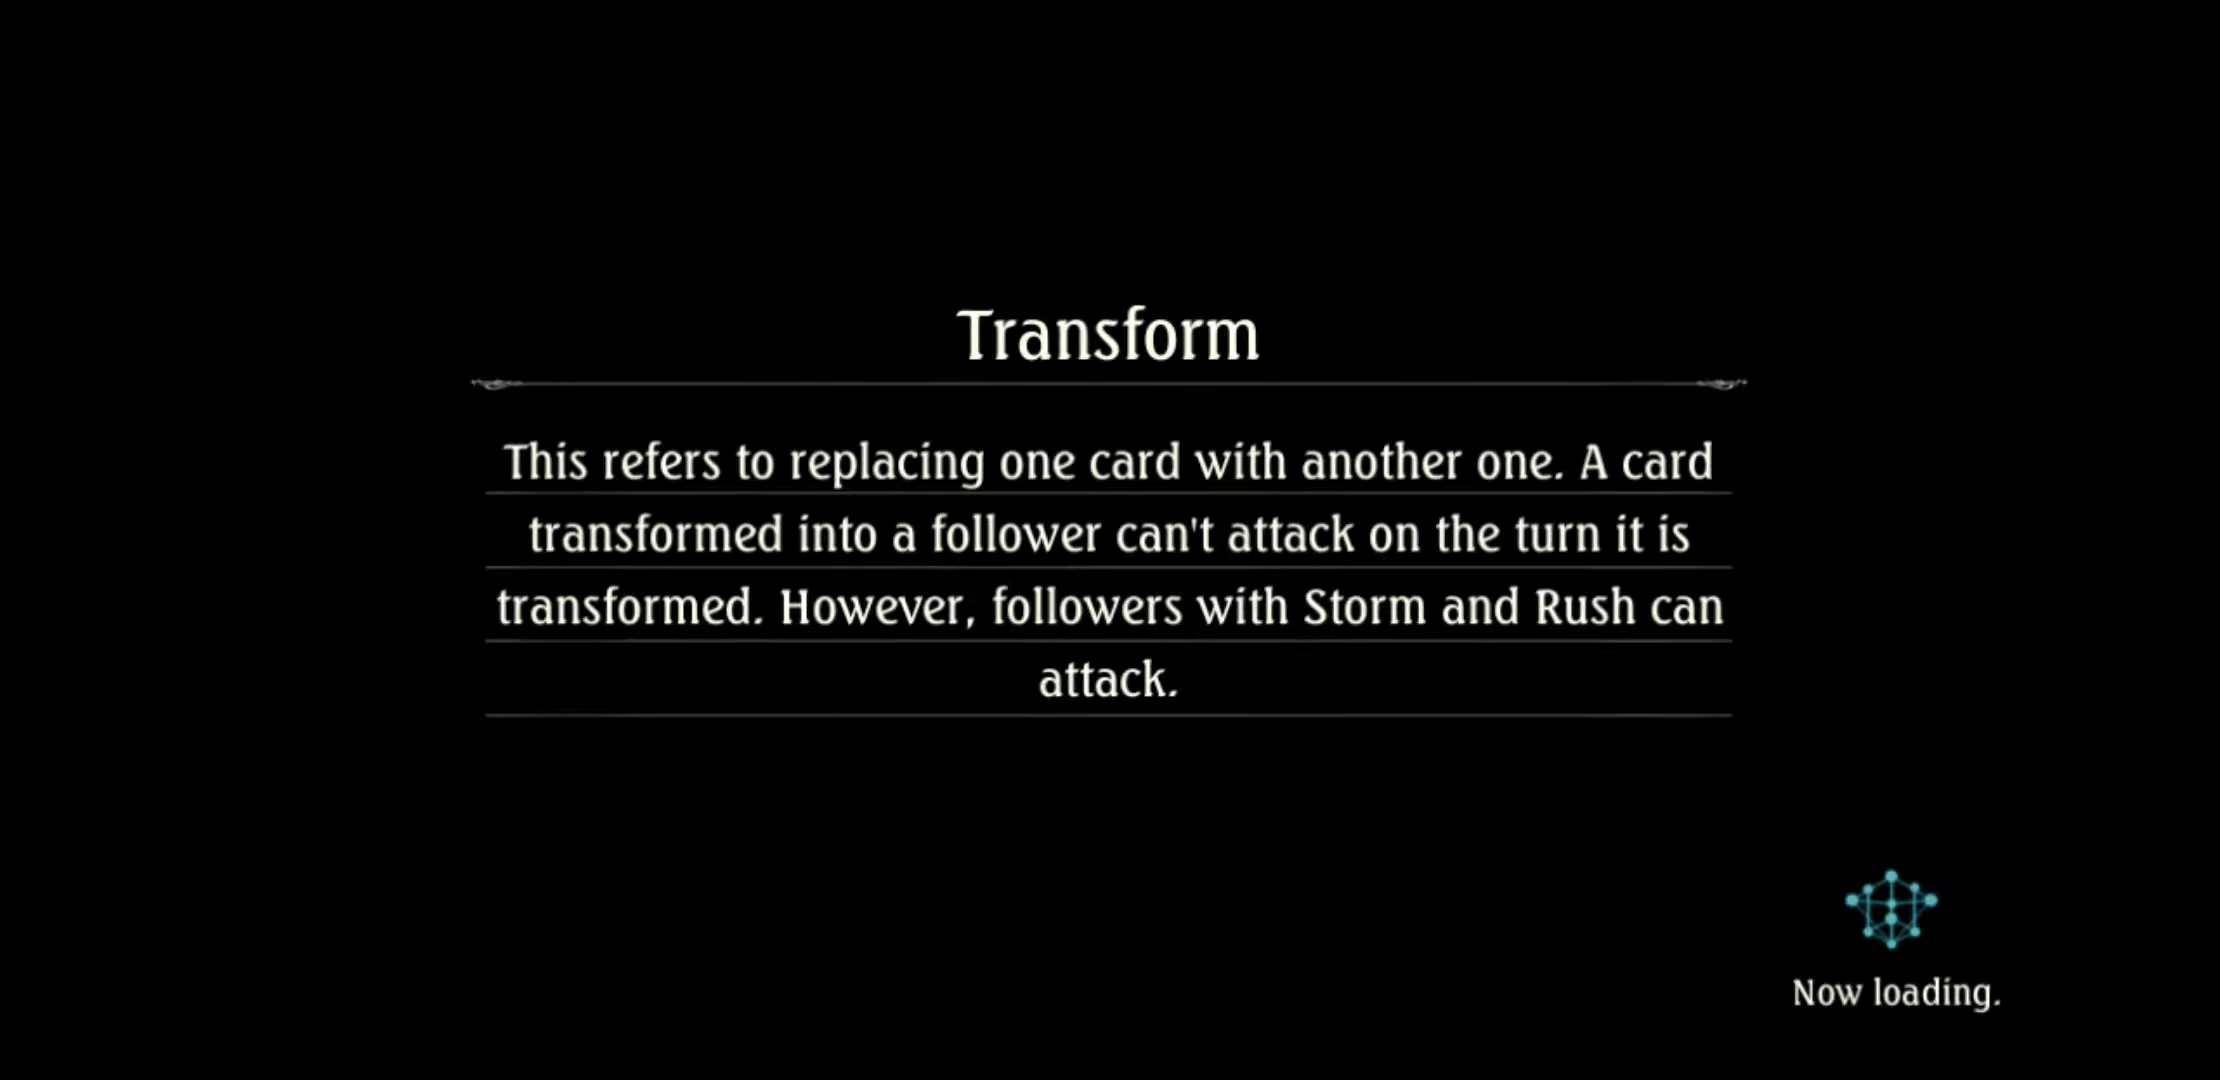 Transform
This refers to replacing one card with another one. A card
transformed into a follower can't attack on the turn it is
transformed. However, followers with Storm and Rush can
attack.
Now loading.